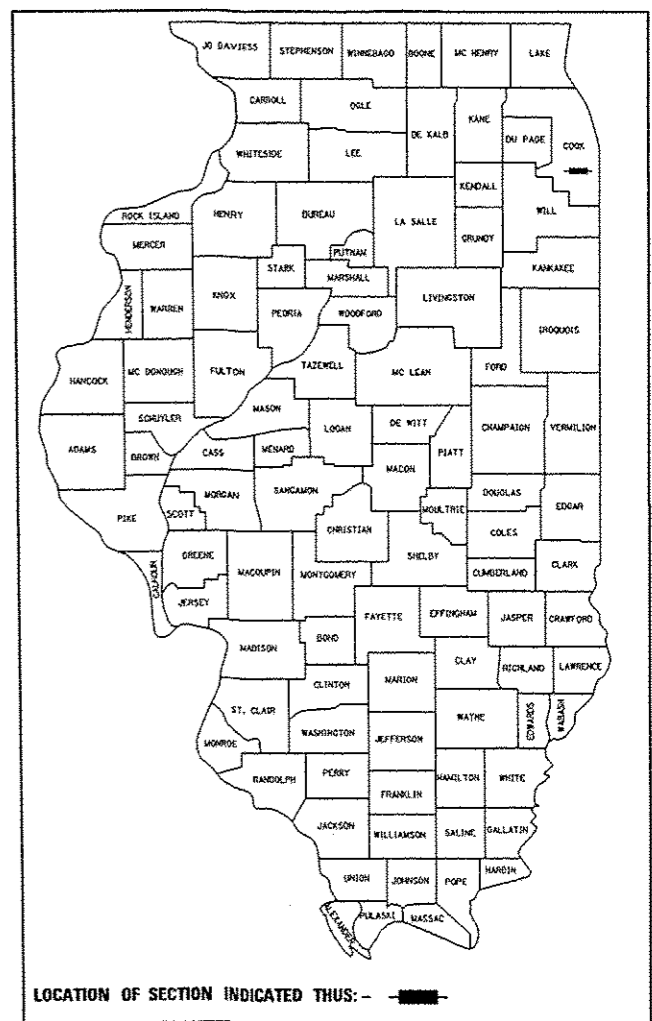 JO DAVIESS STEPHENSON WINNEBAGO BOONE MC HENRY LAKE
CARROLL OGLE DE KALB KANE DU PAGE COOK
WHITESIDE LEE KENDALL WILL
ROCK ISLAND HENRY BUREAU LA SALLE GRUNDY
MERCER PUTNAM KANKAKEE
STARK MARSHALL
HENDERSON WARREN KNOX PEORIA WOODFORD LIVINGSTON IROQUOIS
HANCOCK MC DONOUGH FULTON TAZEWELL MC LEAN FORD
SCHUYLER MASON LOGAN DE WITT CHAMPAIGN VERMILION
ADAMS BROWN CASS MENARD MACON PIATT
PIKE SCOTT MORGAN SANGAMON CHRISTIAN MOULTRIE DOUGLAS EDGAR
COLES
CALHOUN GREENE MACOUPIN MONTGOMERY SHELBY CUMBERLAND CLARK
JERSEY FAYETTE EFFINGHAM JASPER CRAWFORD
MADISON BOND CLAY RICHLAND LAWRENCE
CLINTON MARION
ST. CLAIR WASHINGTON JEFFERSON WAYNE EDWARDS WABASH
MONROE
RANDOLPH PERRY FRANKLIN HAMILTON WHITE
JACKSON WILLIAMSON SALINE GALLATIN
UNION JOHNSON POPE HARDIN
ALEXANDER PULASKI MASSAC
LOCATION OF SECTION INDICATED THUS: -